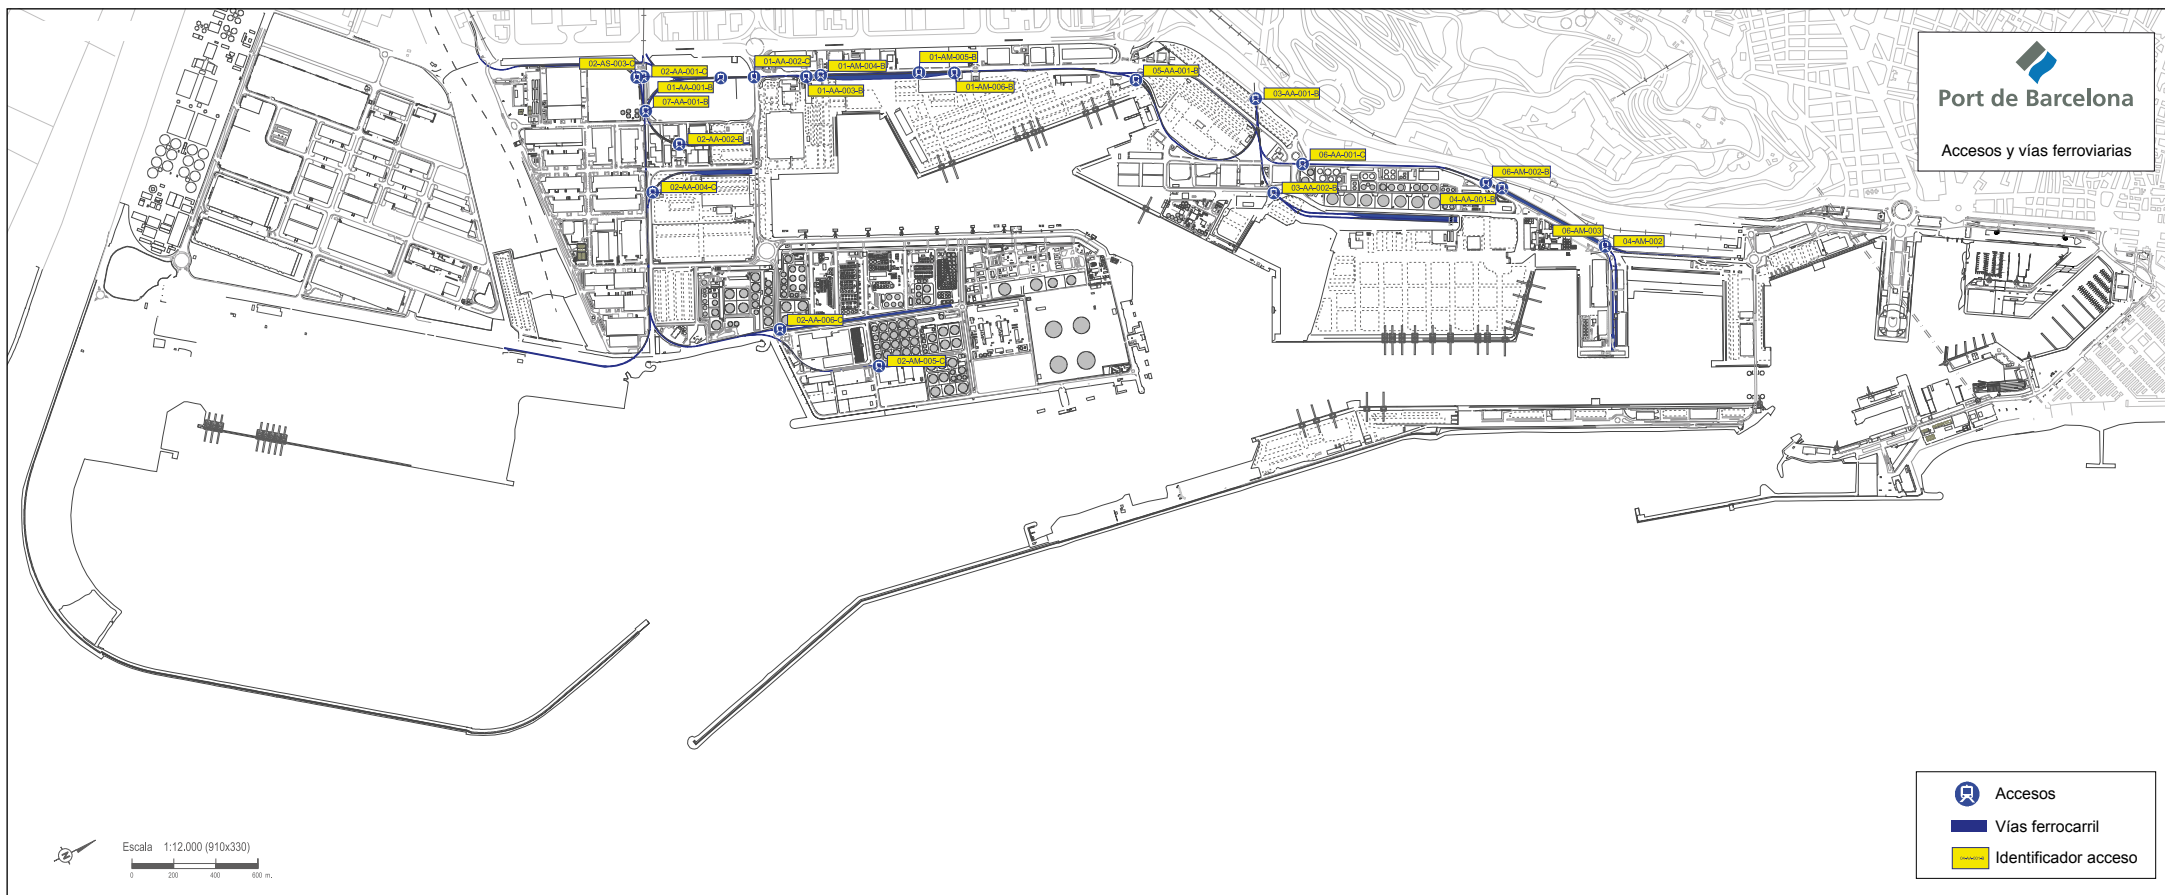 Port de Barcelona
Accesos y vías ferroviarias
02-AS-003-C
02-AA-001-C
01-AA-001-B
07-AA-001-B
02-AA-002-B
02-AA-004-C
01-AA-002-C
01-AM-004-B
01-AA-003-B
01-AM-005-B
01-AM-006-B
05-AA-001-B
03-AA-001-B
06-AA-001-C
03-AA-002-B
06-AM-002-B
04-AA-001-B
06-AM-003
04-AM-002
02-AA-006-C
02-AM-005-C
Accesos
Vías ferrocarril
Identificador acceso
N
Escala 1:12.000 (910x330)
0 200 400 600 m.